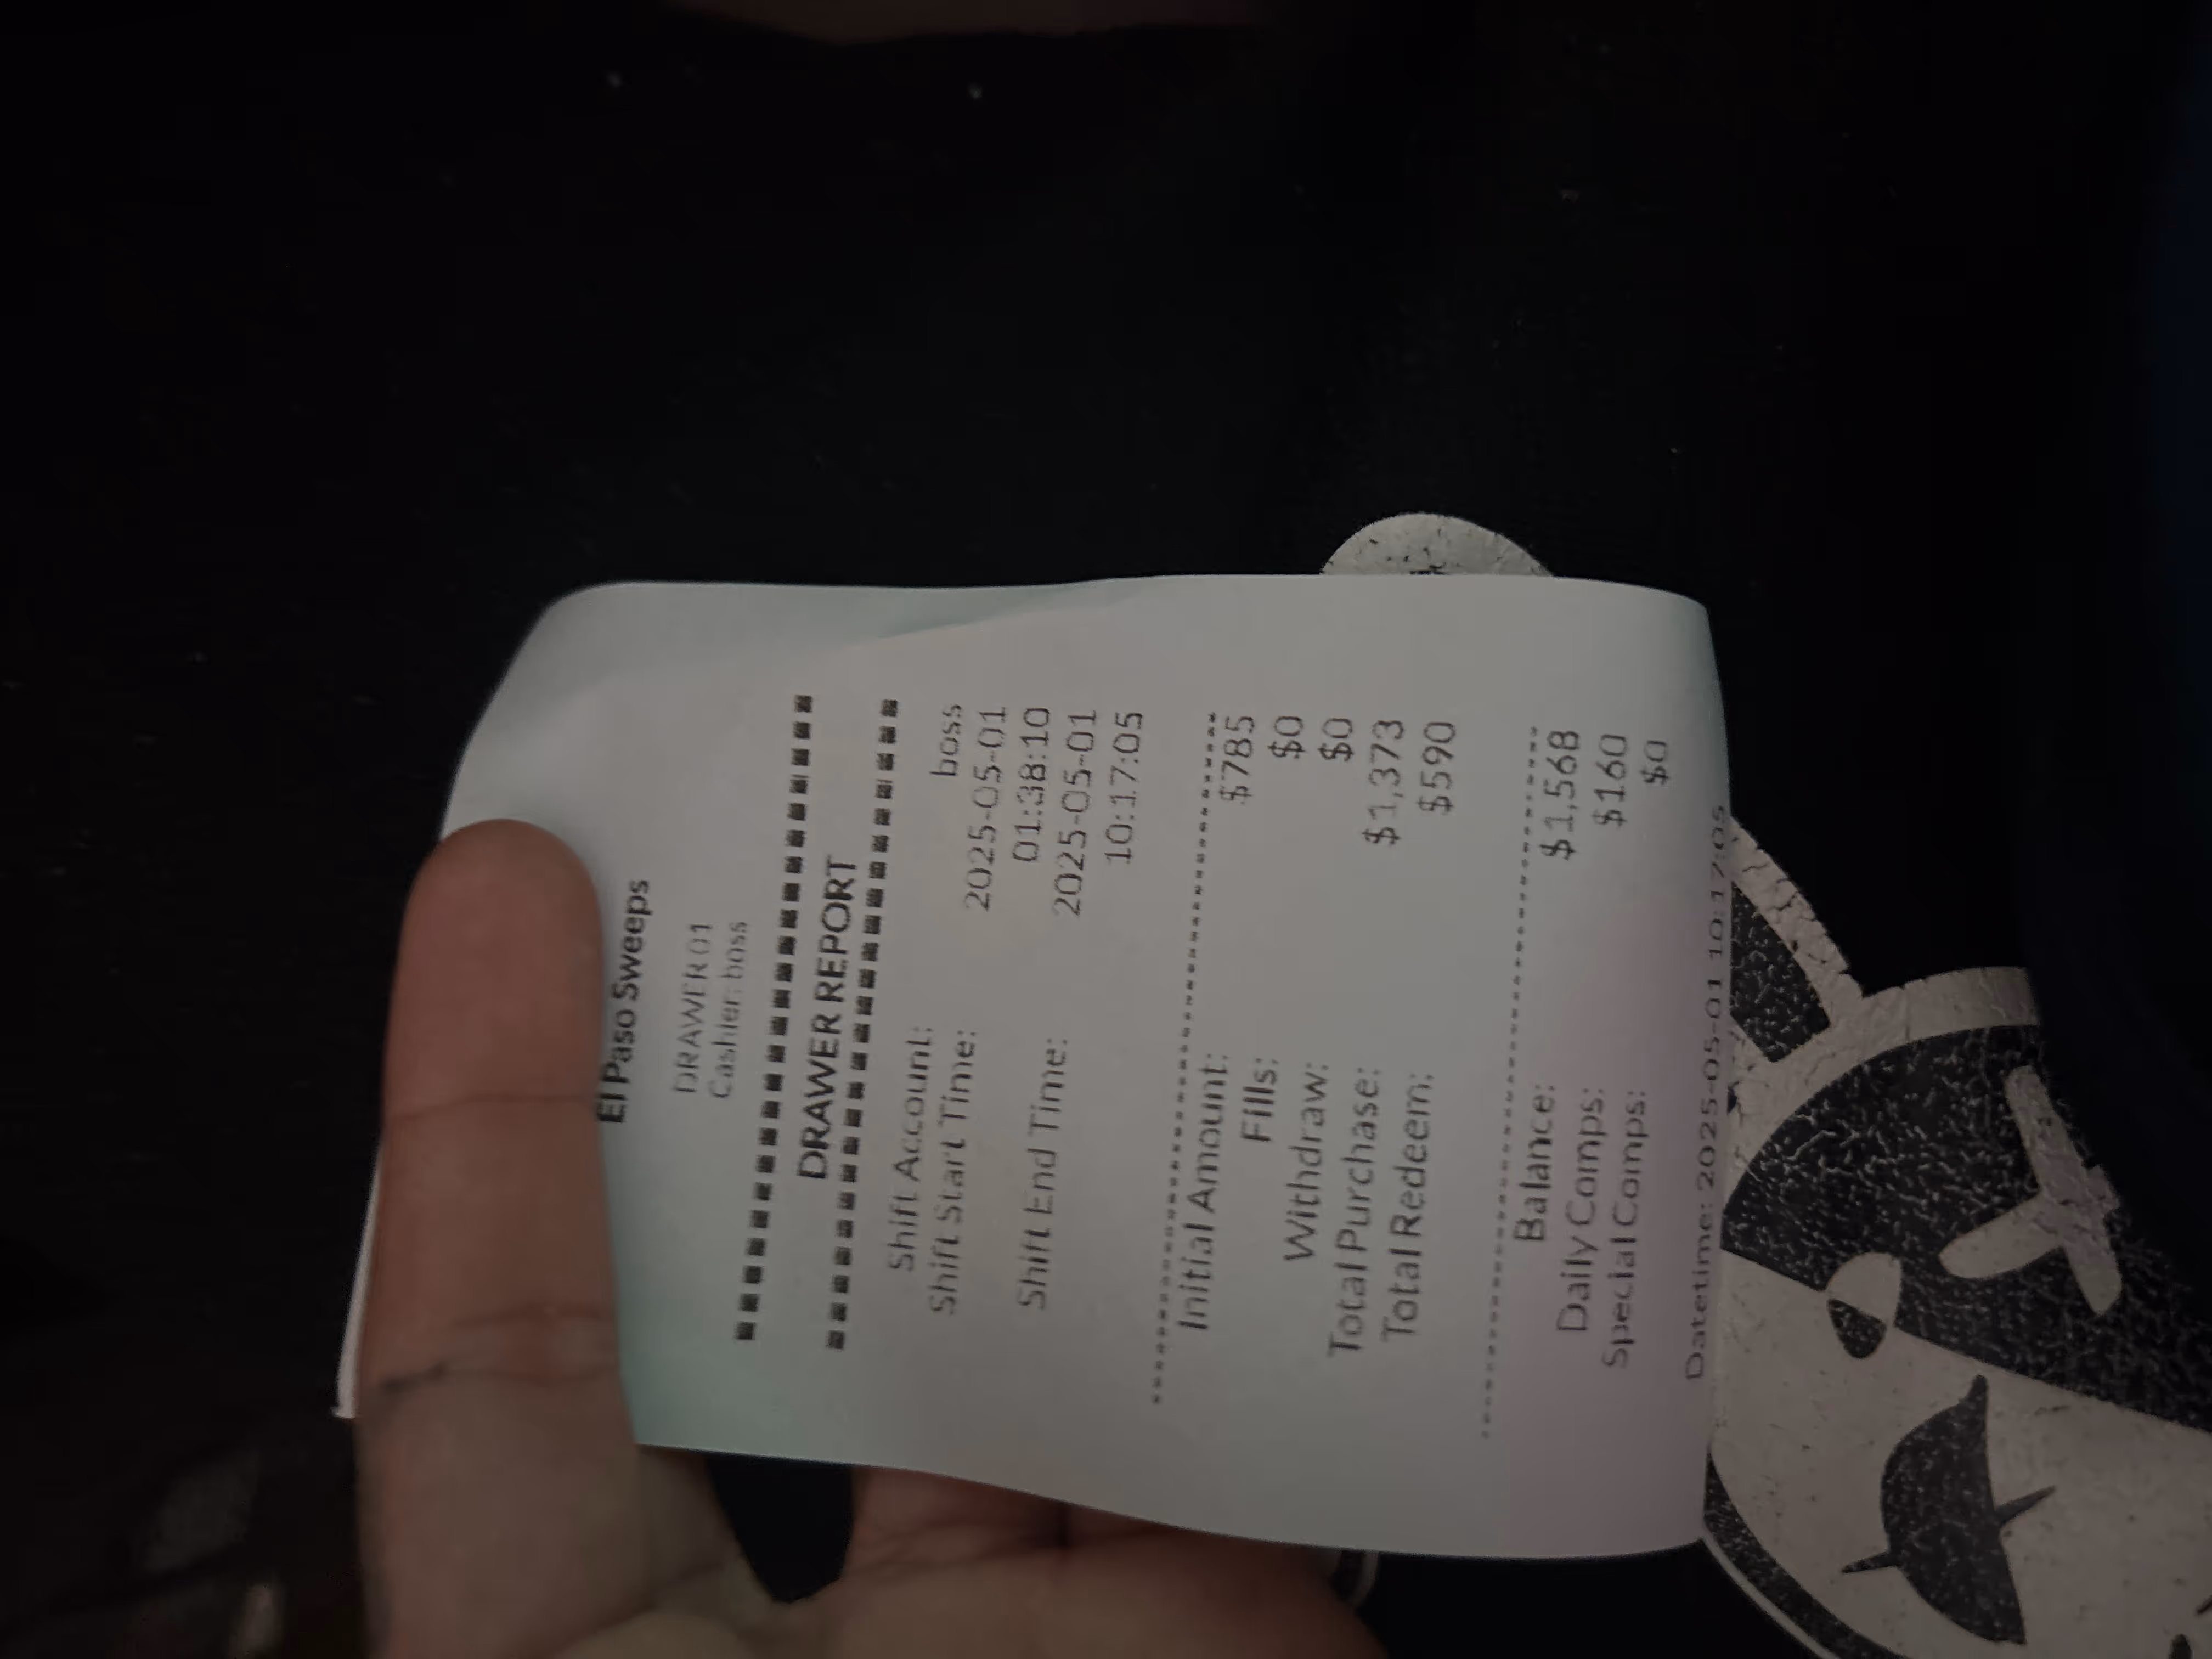 El Paso Sweeps
DRAWER01
Cashier: boss
DRAWER REPORT
Shift Account: boss
Shift Start Time: 2025-05-01
01:38:10
Shift End Time: 2025-05-01
10:17:05
Initial Amount: $785
Fills: $0
Withdraw: $0
Total Purchase: $1,373
Total Redeem: $590
Balance: $1,568
Daily Comps: $160
Special Comps: $0
Datetime: 2025-05-01 10:17:05